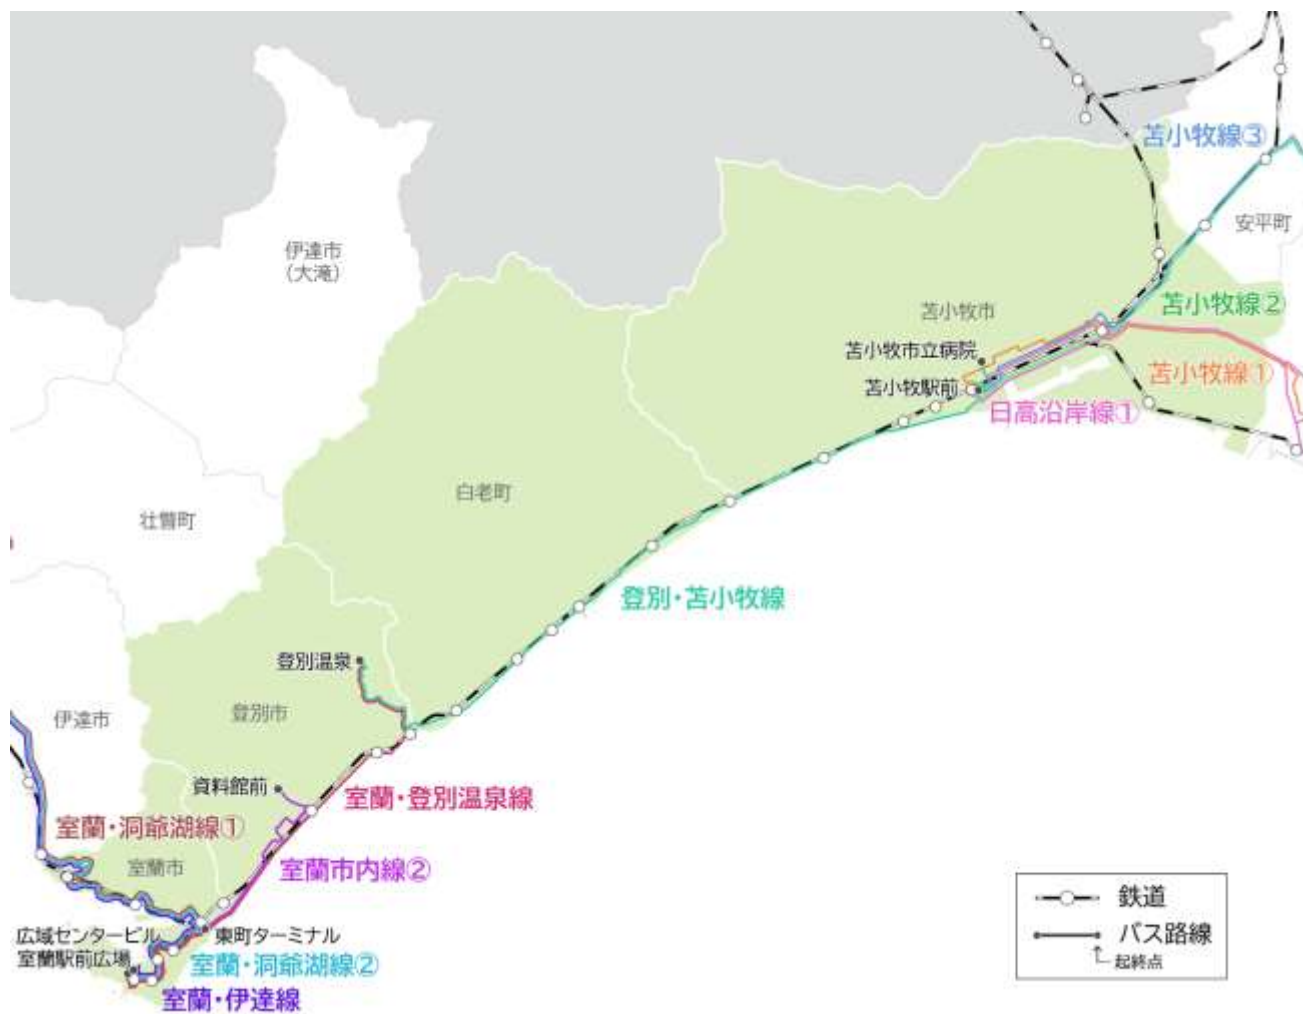 苫小牧線③
安平町
伊達市
(大滝)
苫小牧線②
苫小牧市
苫小牧市立病院
苫小牧線①
苫小牧駅前
日高沿岸線①
白老町
壮瞥町
登別・苫小牧線
登別温泉
登別市
伊達市
資料館前
室蘭・登別温泉線
室蘭・洞爺湖線①
室蘭市
室蘭市内線②
鉄道
広域センタービル
東町ターミナル
バス路線
室蘭駅前広場
室蘭・洞爺湖線②
起終点
室蘭・伊達線